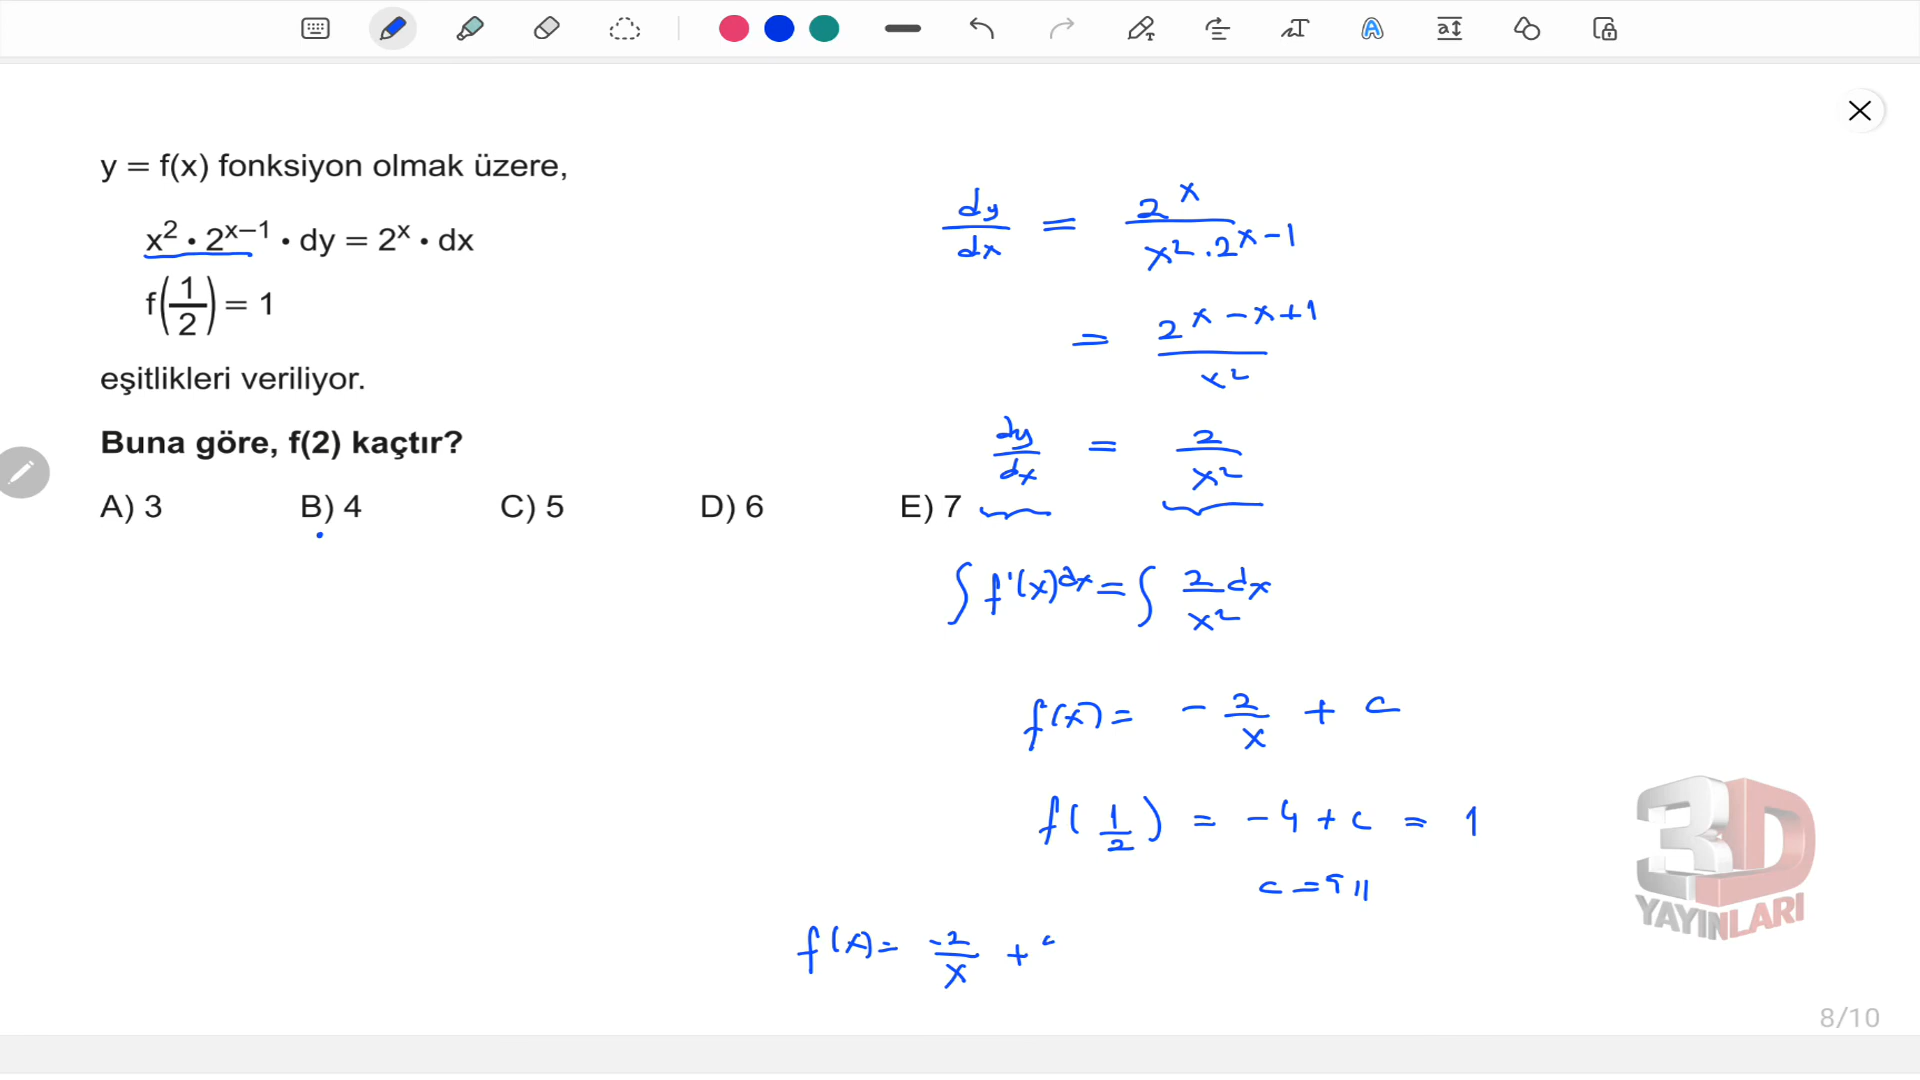 y = f(x) fonksiyon olmak üzere,
x² • 2ˣ⁻¹ • dy = 2ˣ • dx
f(1/2) = 1
eşitlikleri veriliyor.
Buna göre, f(2) kaçtır?
A) 3 B) 4 C) 5 D) 6 E) 7
dy/dx = 2ˣ / x² . 2ˣ⁻¹
= 2ˣ⁻ˣ⁺¹ / x²
dy/dx = 2/x²
∫ f'(x) dx = ∫ 2/x² dx
f(x) = - 2/x + c
f(1/2) = -4 + c = 1
c = 5 //
f(x) = -2/x +
3D
YAYINLARI
8/10